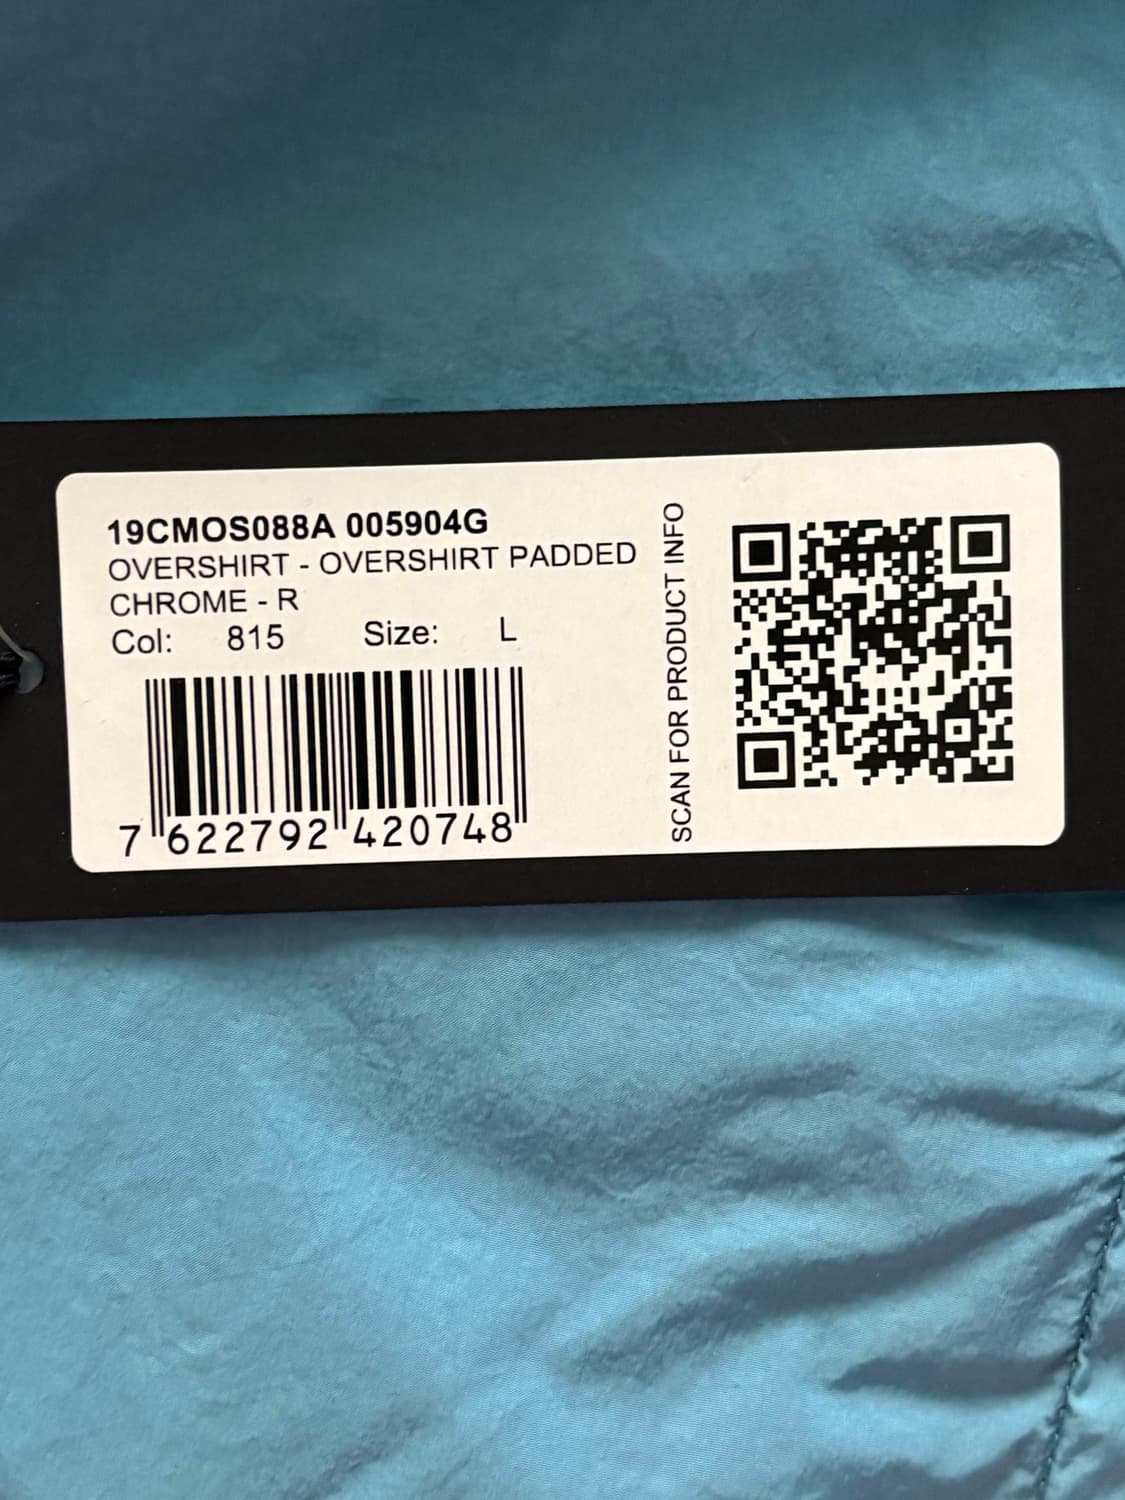 19CMOS088A 005904G
OVERSHIRT - OVERSHIRT PADDED
CHROME - R
Col: 815 Size: L
7 622792 420748
SCAN FOR PRODUCT INFO